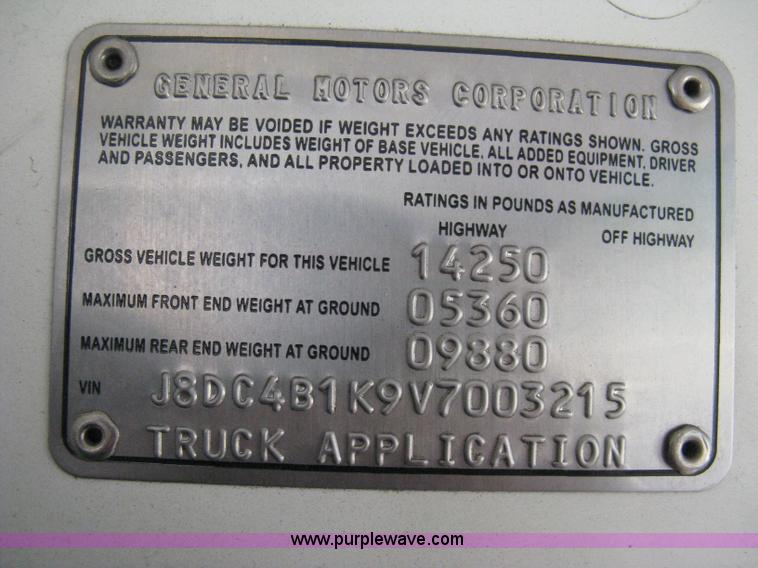 GENERAL MOTORS CORPORATION
WARRANTY MAY BE VOIDED IF WEIGHT EXCEEDS ANY RATINGS SHOWN. GROSS
VEHICLE WEIGHT INCLUDES WEIGHT OF BASE VEHICLE, ALL ADDED EQUIPMENT, DRIVER
AND PASSENGERS, AND ALL PROPERTY LOADED INTO OR ONTO VEHICLE.
RATINGS IN POUNDS AS MANUFACTURED
HIGHWAY OFF HIGHWAY
GROSS VEHICLE WEIGHT FOR THIS VEHICLE 14250
MAXIMUM FRONT END WEIGHT AT GROUND 05360
MAXIMUM REAR END WEIGHT AT GROUND 09880
VIN J8DC4B1K9V7003215
TRUCK APPLICATION
www.purplewave.com